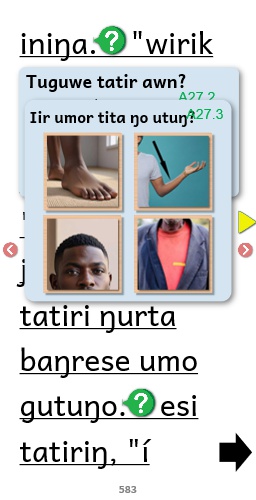 iniŋa. ? "wirik
Tuguwe tatir awn?
A27.2
Iir umor tita ŋo utuŋ?
A27.3
tatiri ŋurta
baŋrese umo
gutuŋo. ? esi
tatiriŋ, "í
583